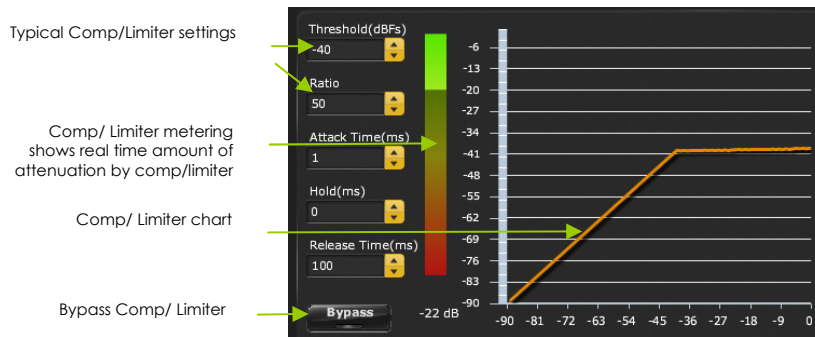 Typical Comp/Limiter settings
Comp/ Limiter metering
shows real time amount of
attenuation by comp/limiter
Comp/ Limiter chart
Bypass Comp/ Limiter
Threshold(dBFs)
-40
Ratio
50
Attack Time(ms)
1
Hold(ms)
0
Release Time(ms)
100
Bypass
-22 dB
-6
-13
-20
-27
-34
-41
-48
-55
-62
-69
-76
-83
-90
-90 -81 -72 -63 -54 -45 -36 -27 -18 -9 0